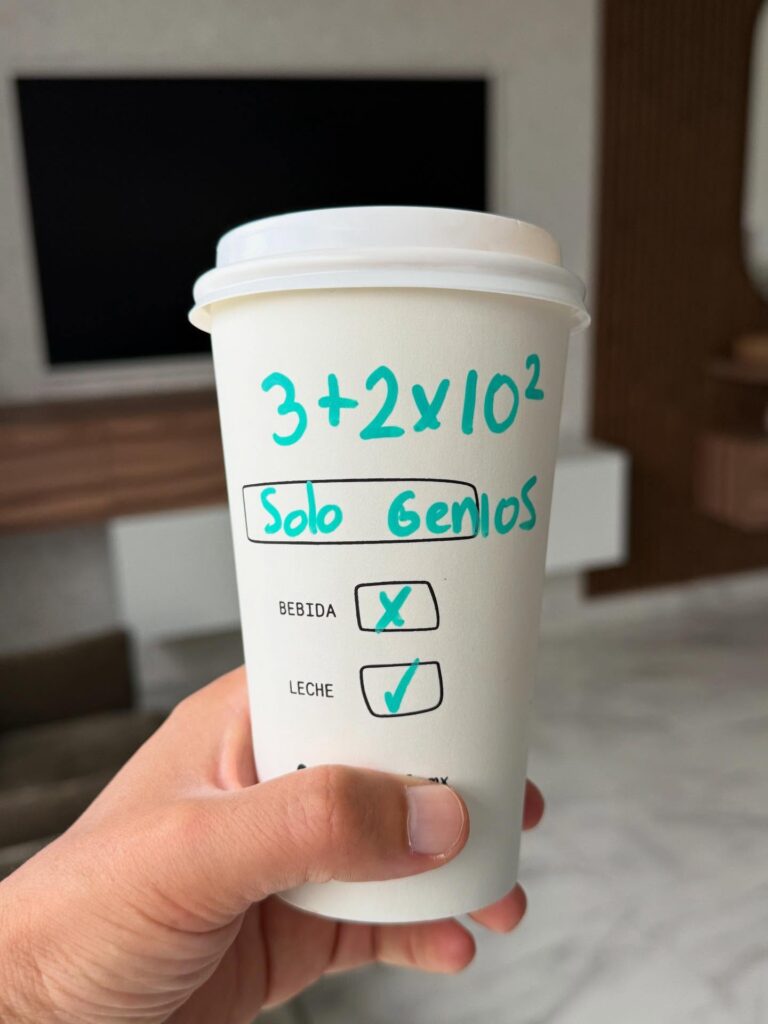 3+2x10²
Solo Genios
BEBIDA X
LECHE ✓